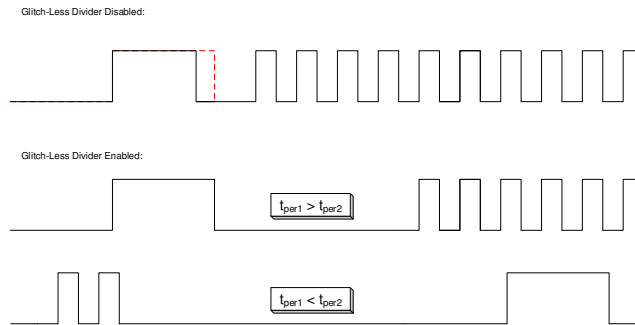 Glitch-Less Divider Disabled:
Glitch-Less Divider Enabled:
tper1 > tper2
tper1 < tper2